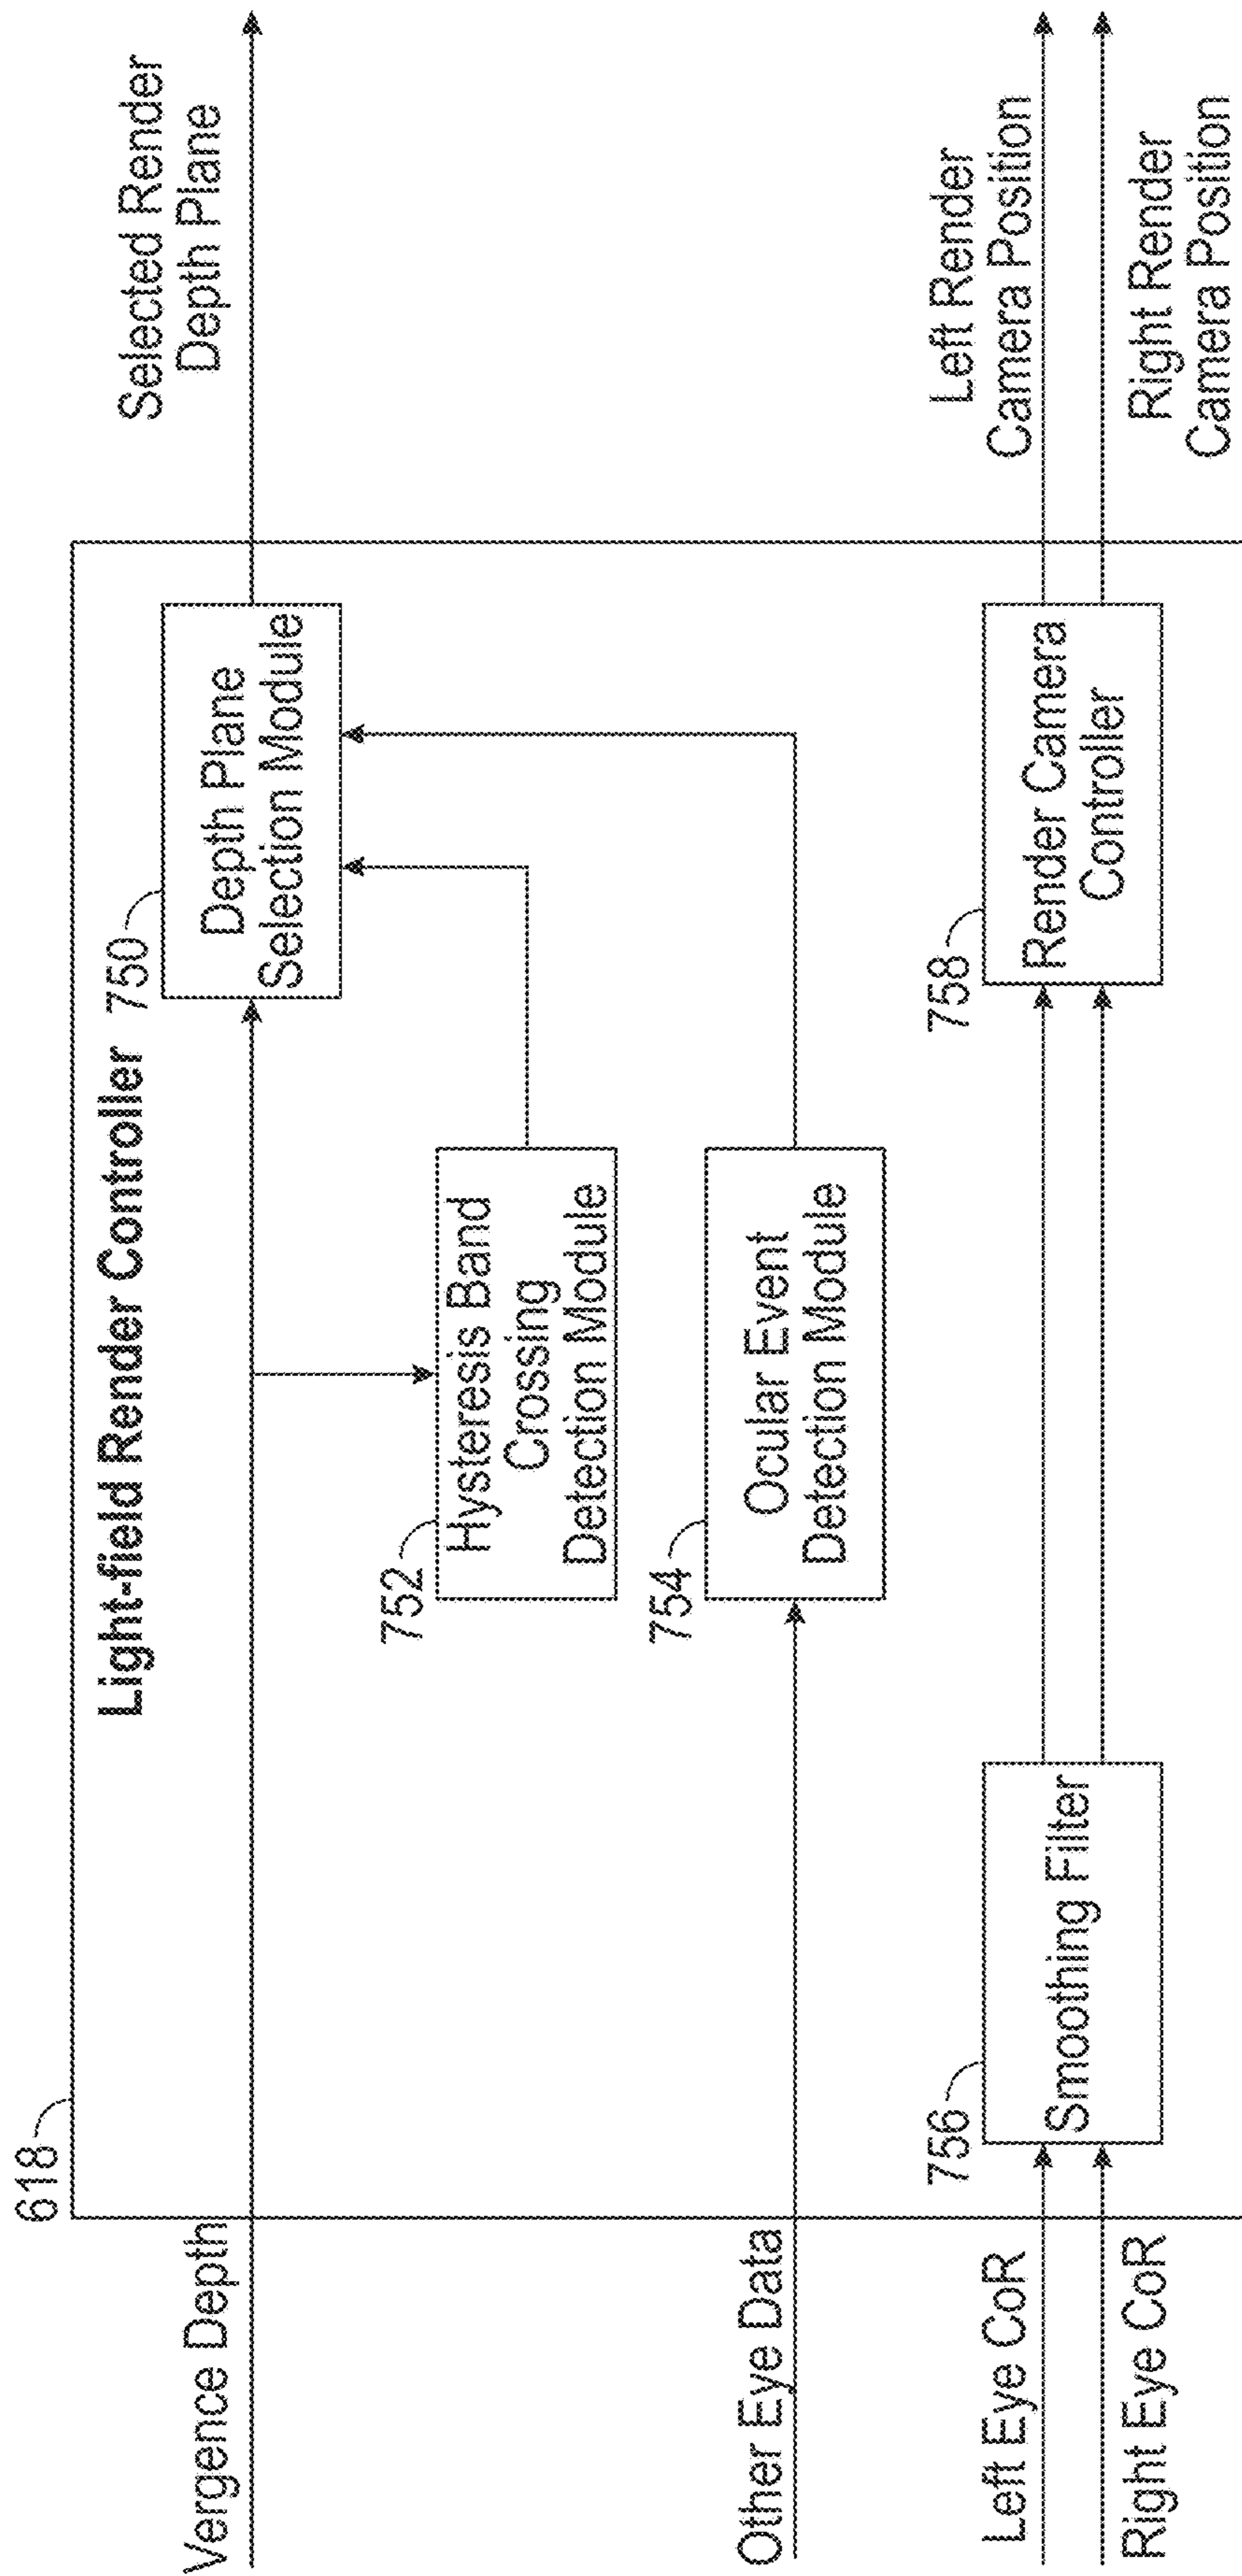 618
Light-field Render Controller
Vergence Depth
750
Depth Plane
Selection Module
Selected Render
Depth Plane
752
Hysteresis Band
Crossing
Detection Module
Other Eye Data
754
Ocular Event
Detection Module
Left Eye CoR
Right Eye CoR
756
Smoothing Filter
758
Render Camera
Controller
Left Render
Camera Position
Right Render
Camera Position